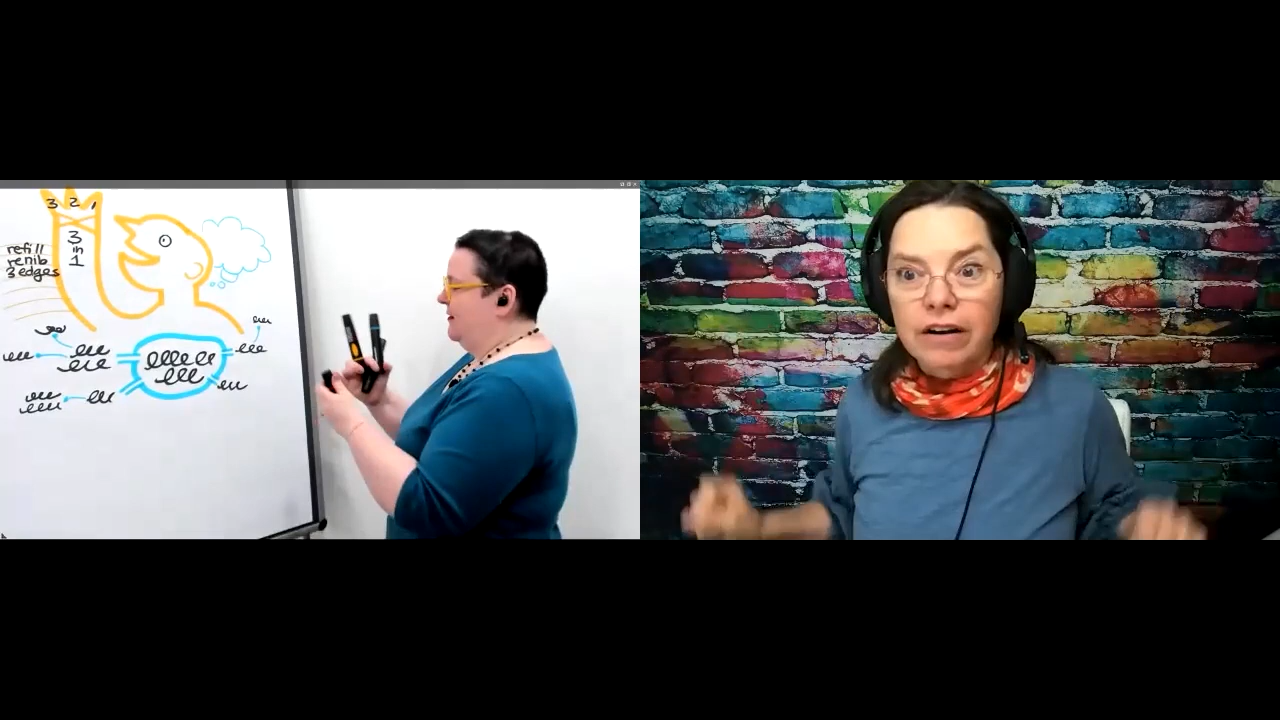 3 2 1
3
in
1
refill
renib
3 edges